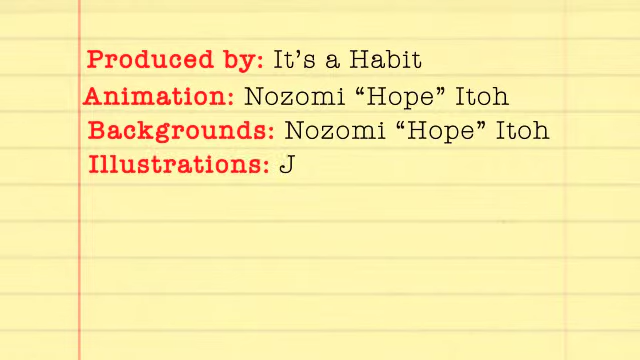 Produced by: It's a Habit
Animation: Nozomi “Hope” Itoh
Backgrounds: Nozomi “Hope” Itoh
Illustrations: J